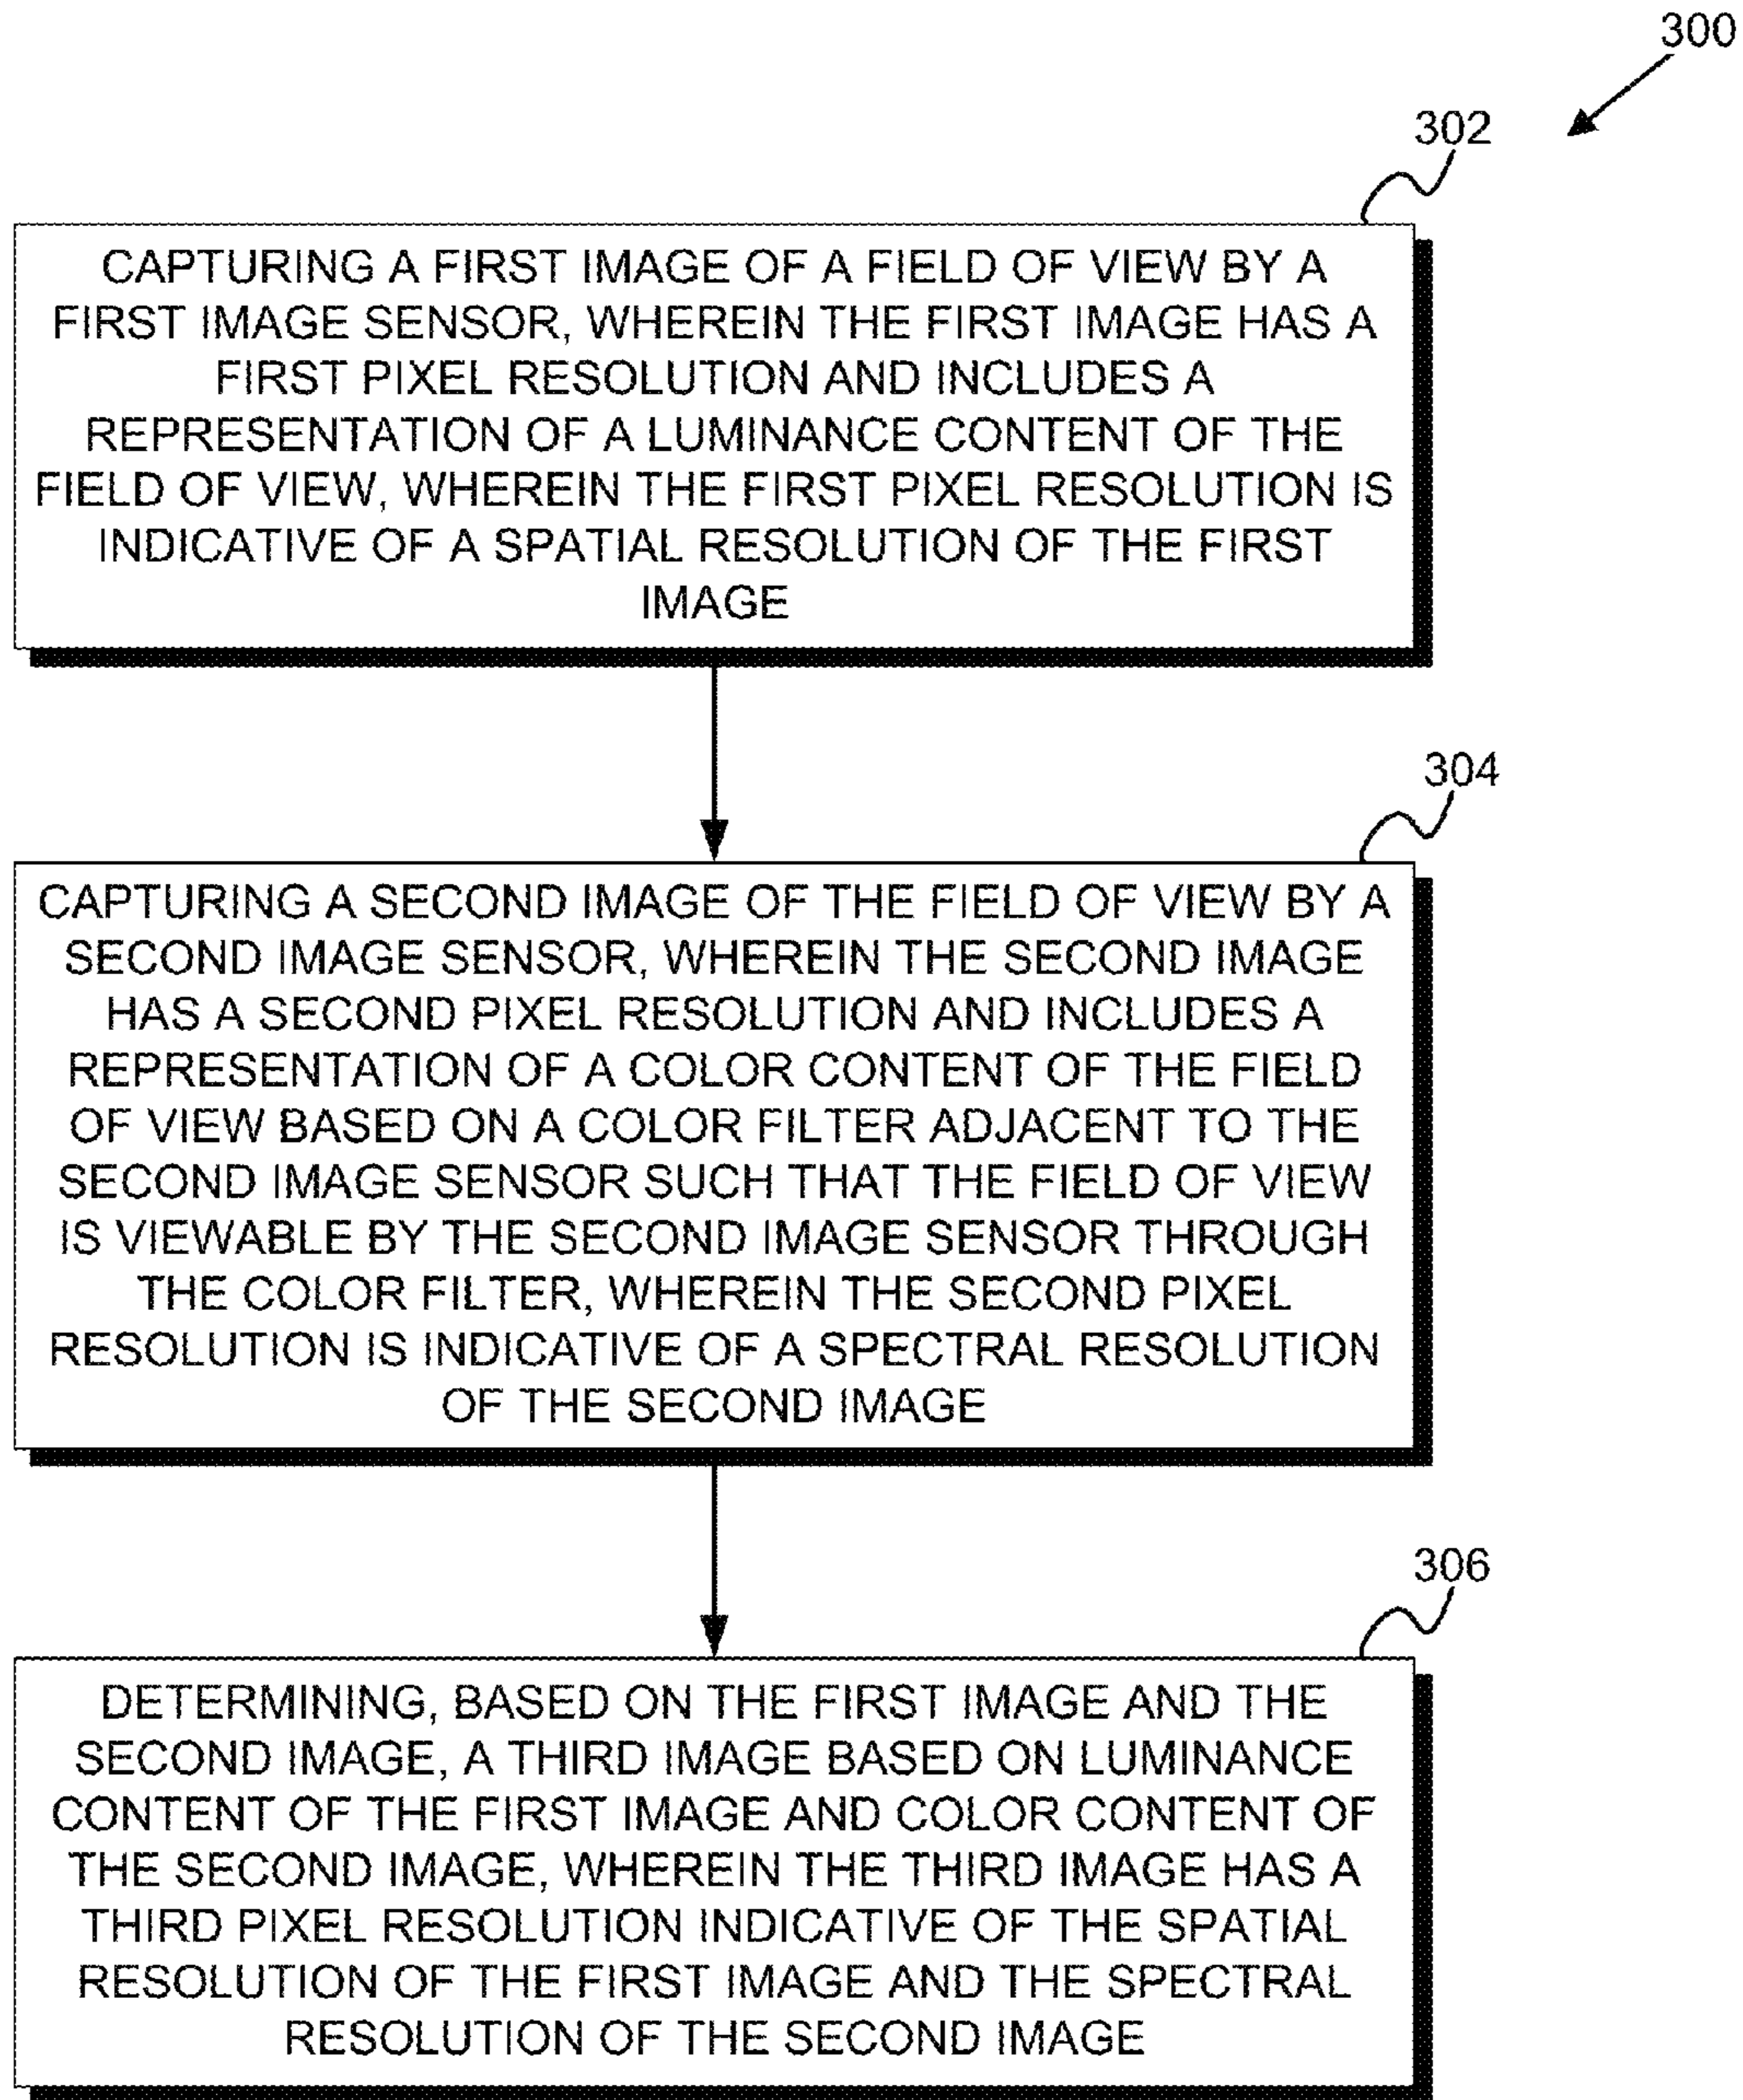 300
302
CAPTURING A FIRST IMAGE OF A FIELD OF VIEW BY A
FIRST IMAGE SENSOR, WHEREIN THE FIRST IMAGE HAS A
FIRST PIXEL RESOLUTION AND INCLUDES A
REPRESENTATION OF A LUMINANCE CONTENT OF THE
FIELD OF VIEW, WHEREIN THE FIRST PIXEL RESOLUTION IS
INDICATIVE OF A SPATIAL RESOLUTION OF THE FIRST
IMAGE
304
CAPTURING A SECOND IMAGE OF THE FIELD OF VIEW BY A
SECOND IMAGE SENSOR, WHEREIN THE SECOND IMAGE
HAS A SECOND PIXEL RESOLUTION AND INCLUDES A
REPRESENTATION OF A COLOR CONTENT OF THE FIELD
OF VIEW BASED ON A COLOR FILTER ADJACENT TO THE
SECOND IMAGE SENSOR SUCH THAT THE FIELD OF VIEW
IS VIEWABLE BY THE SECOND IMAGE SENSOR THROUGH
THE COLOR FILTER, WHEREIN THE SECOND PIXEL
RESOLUTION IS INDICATIVE OF A SPECTRAL RESOLUTION
OF THE SECOND IMAGE
306
DETERMINING, BASED ON THE FIRST IMAGE AND THE
SECOND IMAGE, A THIRD IMAGE BASED ON LUMINANCE
CONTENT OF THE FIRST IMAGE AND COLOR CONTENT OF
THE SECOND IMAGE, WHEREIN THE THIRD IMAGE HAS A
THIRD PIXEL RESOLUTION INDICATIVE OF THE SPATIAL
RESOLUTION OF THE FIRST IMAGE AND THE SPECTRAL
RESOLUTION OF THE SECOND IMAGE